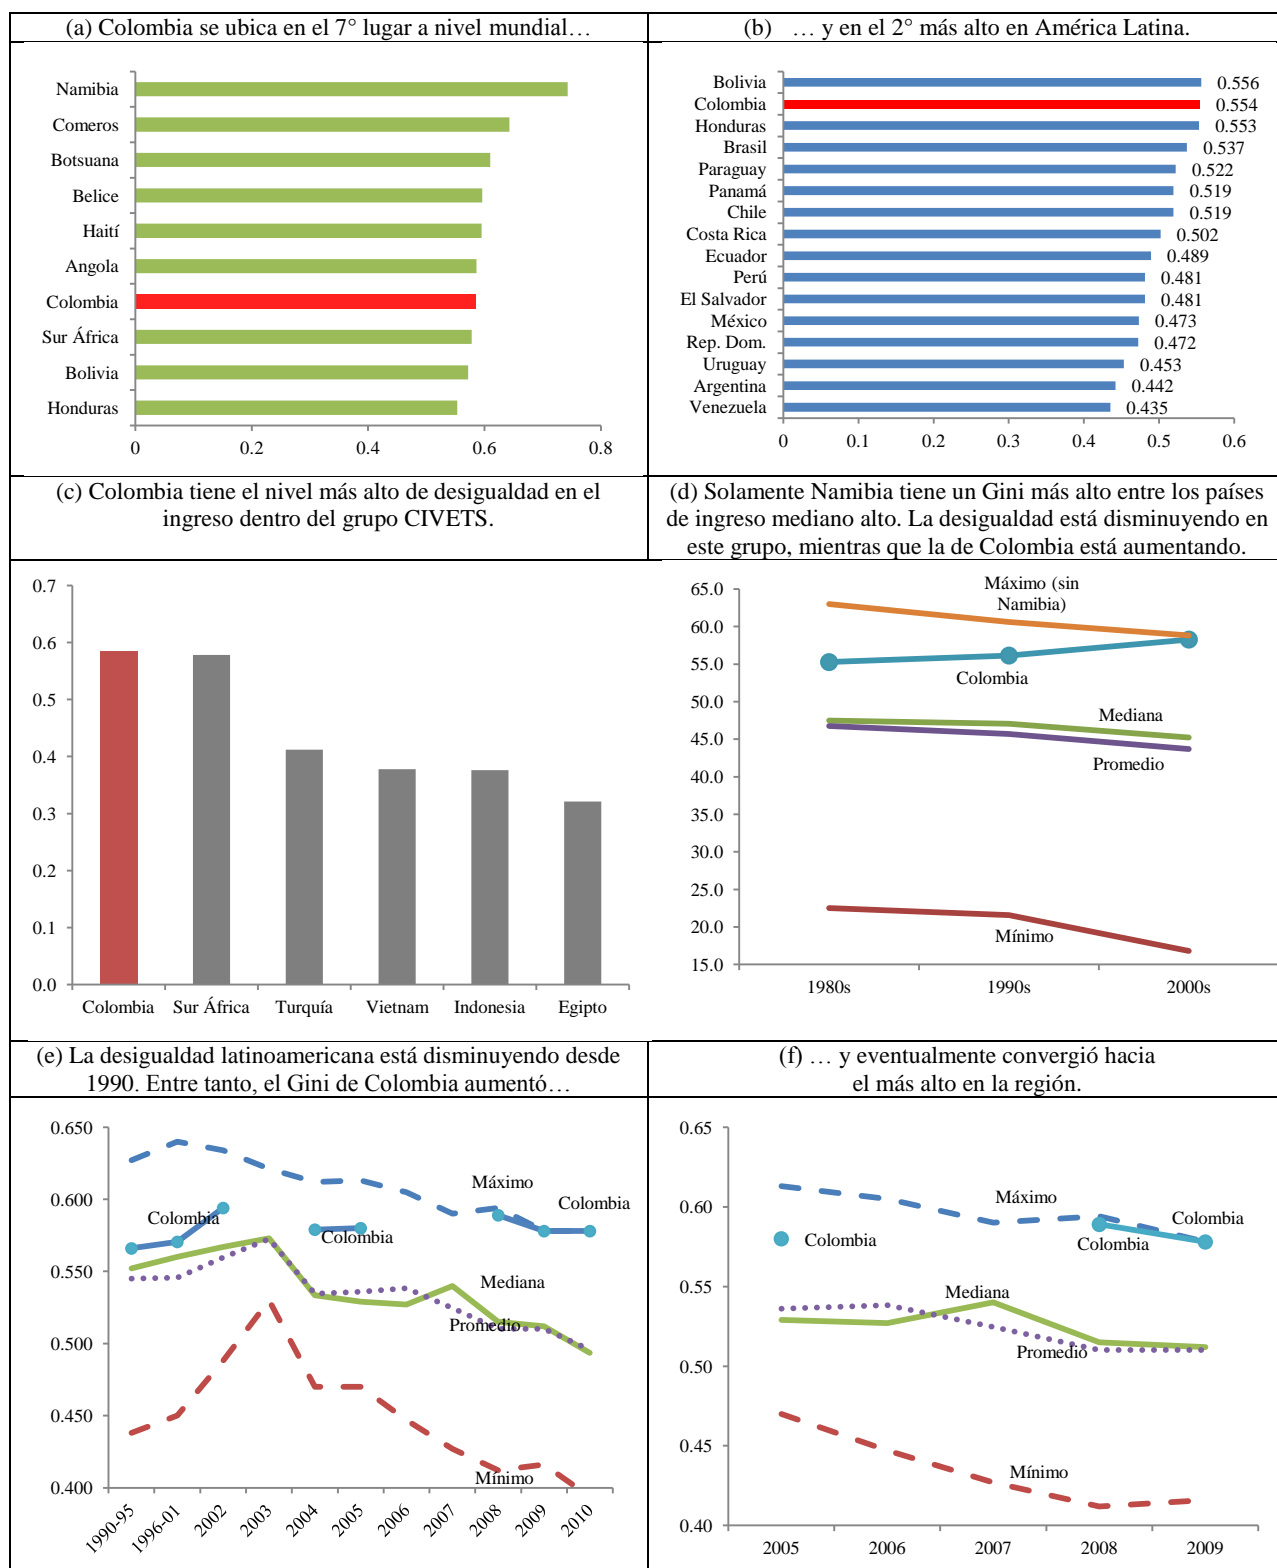 (a) Colombia se ubica en el 7° lugar a nivel mundial…
Namibia
Comeros
Botsuana
Belice
Haití
Angola
Colombia
Sur África
Bolivia
Honduras
0 0.2 0.4 0.6 0.8
(b) … y en el 2° más alto en América Latina.
Bolivia 0.556
Colombia 0.554
Honduras 0.553
Brasil 0.537
Paraguay 0.522
Panamá 0.519
Chile 0.519
Costa Rica 0.502
Ecuador 0.489
Perú 0.481
El Salvador 0.481
México 0.473
Rep. Dom. 0.472
Uruguay 0.453
Argentina 0.442
Venezuela 0.435
0 0.1 0.2 0.3 0.4 0.5 0.6
(c) Colombia tiene el nivel más alto de desigualdad en el
ingreso dentro del grupo CIVETS.
0.7
0.6
0.5
0.4
0.3
0.2
0.1
0.0
Colombia Sur África Turquía Vietnam Indonesia Egipto
(d) Solamente Namibia tiene un Gini más alto entre los países
de ingreso mediano alto. La desigualdad está disminuyendo en
este grupo, mientras que la de Colombia está aumentando.
65.0
60.0
55.0
50.0
45.0
40.0
35.0
30.0
25.0
20.0
15.0
Máximo (sin
Namibia)
Colombia
Mediana
Promedio
Mínimo
1980s 1990s 2000s
(e) La desigualdad latinoamericana está disminuyendo desde
1990. Entre tanto, el Gini de Colombia aumentó…
0.650
0.600
0.550
0.500
0.450
0.400
Máximo
Colombia
Colombia
Colombia
Mediana
Promedio
Mínimo
1990-95 1996-01 2002 2003 2004 2005 2006 2007 2008 2009 2010
(f) … y eventualmente convergió hacia
el más alto en la región.
0.65
0.60
0.55
0.50
0.45
0.40
Máximo
Colombia
Colombia
Colombia
Mediana
Promedio
Mínimo
2005 2006 2007 2008 2009